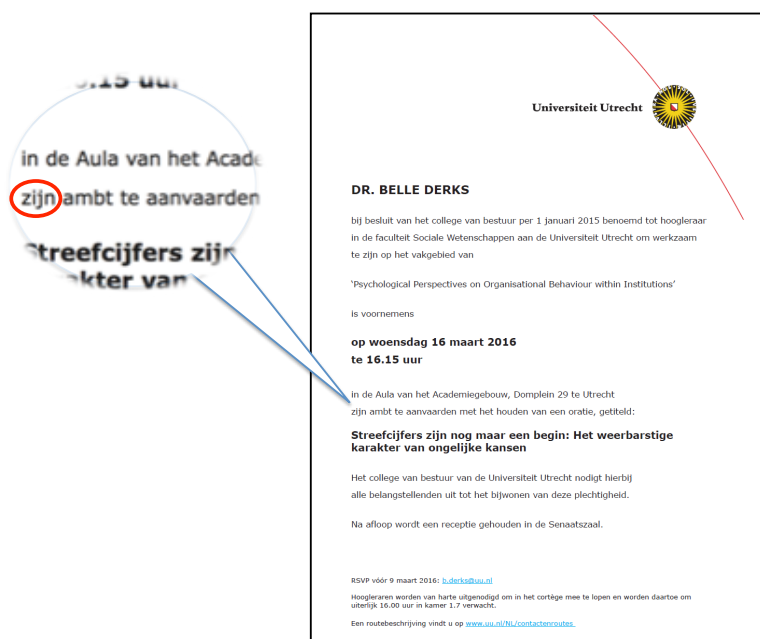 .15 uur
in de Aula van het Acade
zijn ambt te aanvaarden
Streefcijfers zijn
karakter van
Universiteit Utrecht
DR. BELLE DERKS
bij besluit van het college van bestuur per 1 januari 2015 benoemd tot hoogleraar
in de faculteit Sociale Wetenschappen aan de Universiteit Utrecht om werkzaam
te zijn op het vakgebied van
‘Psychological Perspectives on Organisational Behaviour within Institutions’
is voornemens
op woensdag 16 maart 2016
te 16.15 uur
in de Aula van het Academiegebouw, Domplein 29 te Utrecht
zijn ambt te aanvaarden met het houden van een oratie, getiteld:
Streefcijfers zijn nog maar een begin: Het weerbarstige
karakter van ongelijke kansen
Het college van bestuur van de Universiteit Utrecht nodigt hierbij
alle belangstellenden uit tot het bijwonen van deze plechtigheid.
Na afloop wordt een receptie gehouden in de Senaatszaal.
RSVP vóór 9 maart 2016: b.derks@uu.nl
Hoogleraren worden van harte uitgenodigd om in het cortège mee te lopen en worden daartoe om
uiterlijk 16.00 uur in kamer 1.7 verwacht.
Een routebeschrijving vindt u op www.uu.nl/NL/contactenroutes